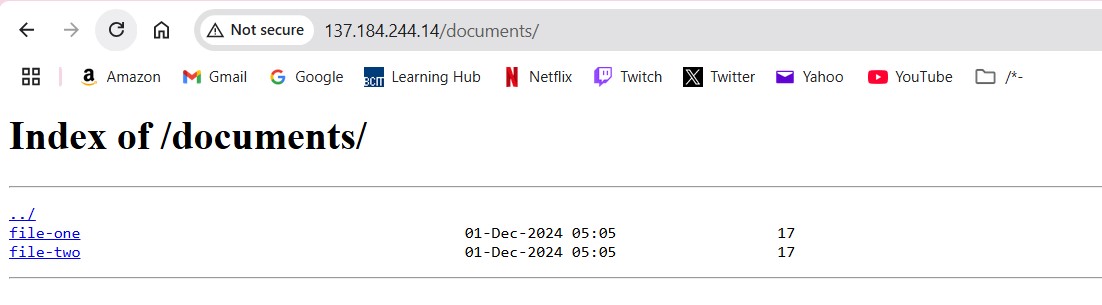 Not secure 137.184.244.14/documents/
Amazon Gmail Google BCIT Learning Hub Netflix Twitch Twitter Yahoo YouTube /*-
Index of /documents/
../
file-one 01-Dec-2024 05:05 17
file-two 01-Dec-2024 05:05 17